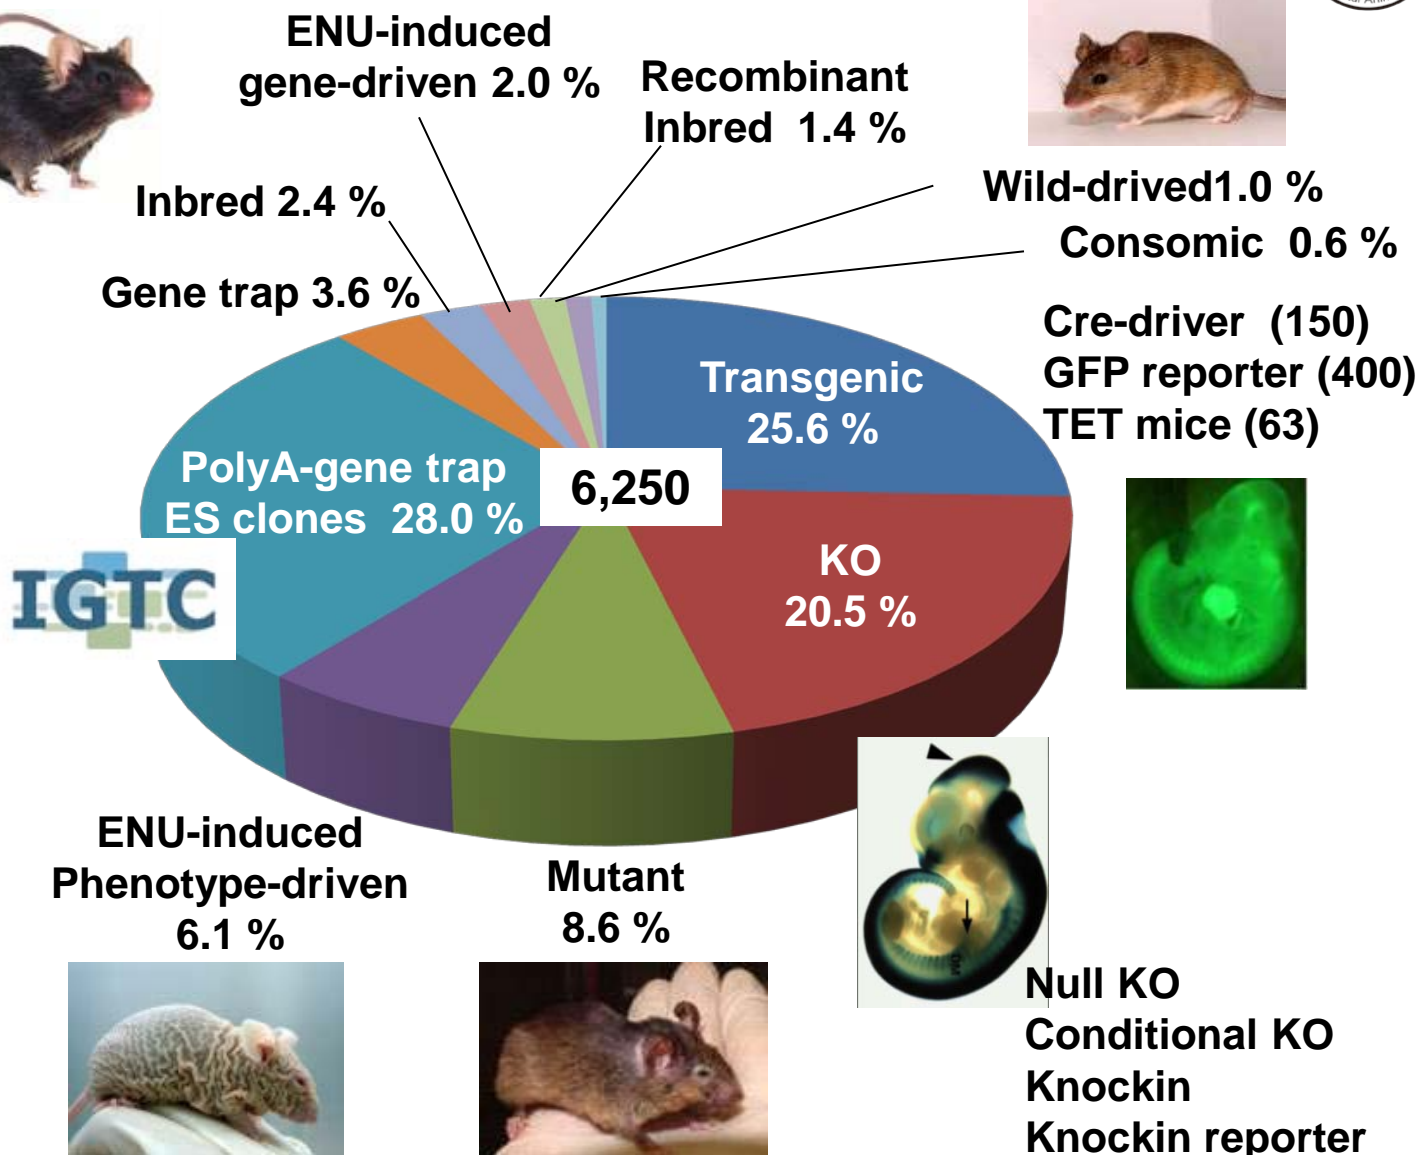 ENU-induced
gene-driven 2.0 %
Recombinant
Inbred 1.4 %
Inbred 2.4 %
Wild-drived1.0 %
Consomic 0.6 %
Gene trap 3.6 %
Cre-driver (150)
GFP reporter (400)
TET mice (63)
Transgenic
25.6 %
PolyA-gene trap
ES clones 28.0 %
6,250
KO
20.5 %
IGTC
ENU-induced
Phenotype-driven
6.1 %
Mutant
8.6 %
Null KO
Conditional KO
Knockin
Knockin reporter